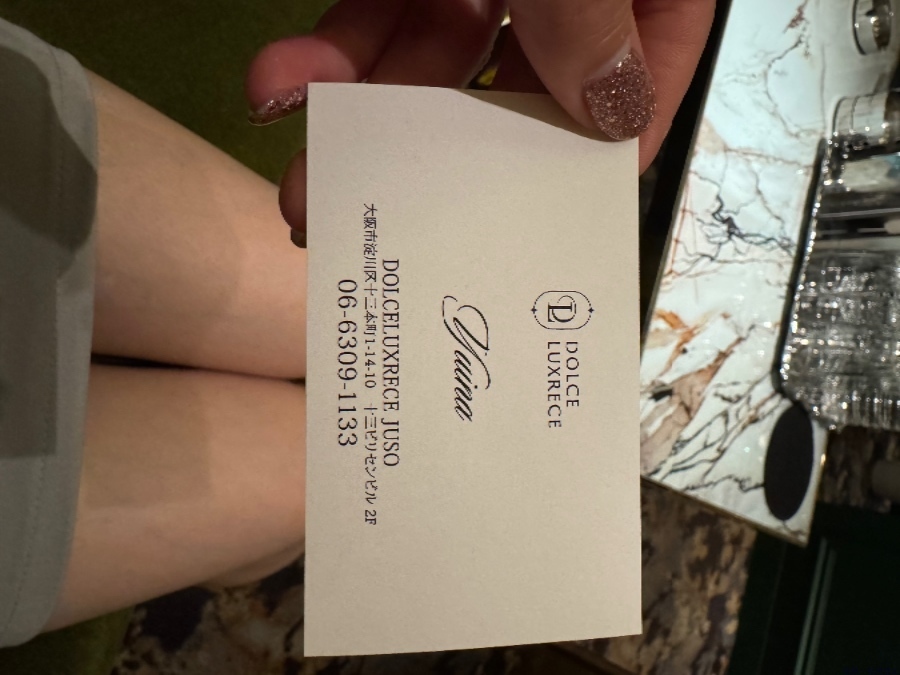 DL
DOLCE
LUXRECE
Yuina
DOLCELUXRECE JUSO
大阪市淀川区十三本町1-14-10 十三ビリセンビル 2F
06-6309-1133